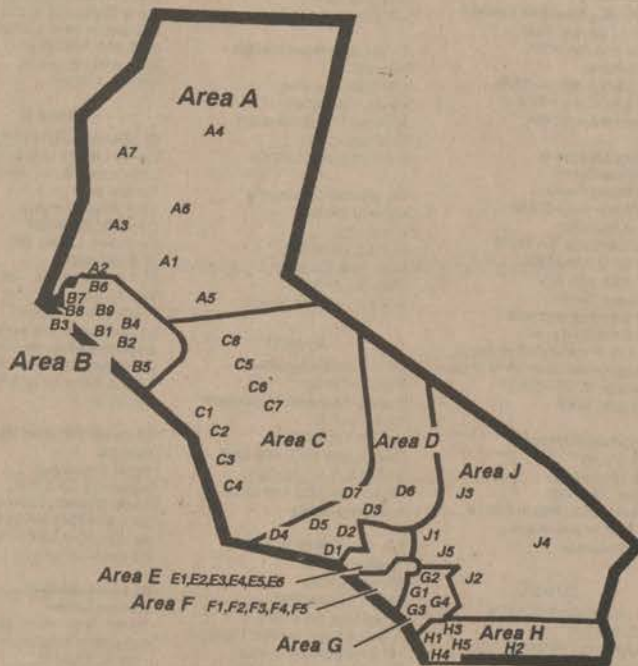 Area A
A4
A7
A6
A3
A1
A2
A5
B6
B7
B8 B9
B3 B4
B1
B2
Area B
B5
C8
C5
C6
C7
C1
C2
Area C
C3
C4
Area D
D7
D6
D3
D5
D2
D4
D1
Area J
J3
J1
J4
J5
J2
Area E E1,E2,E3,E4,E5,E6
Area F F1,F2,F3,F4,F5
Area G
G2
G1
G4
G3
Area H
H3
H1
H5
H2
H4